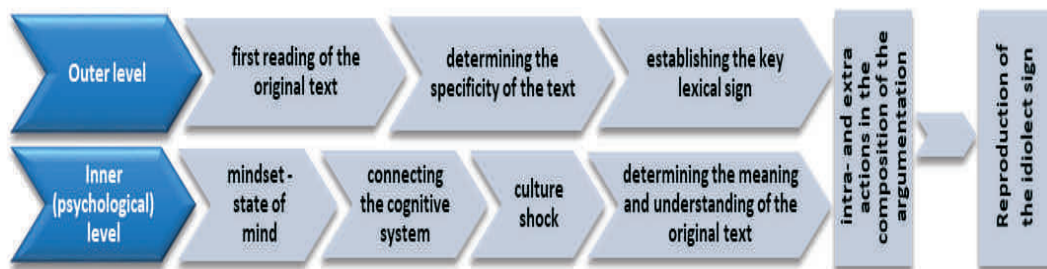 Outer level
first reading of the
original text
determining the
specificity of the text
establishing the key
lexical sign
Inner
(psychological)
level
mindset -
state of
mind
connecting
the cognitive
system
culture
shock
determining the meaning
and understanding of the
original text
intra- and extra
actions in the
composition of the
argumentation
Reproduction of
the idiolect sign